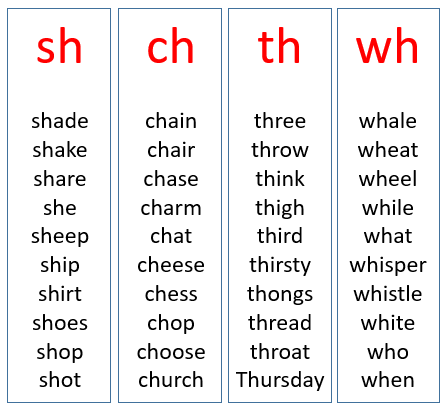 sh
shade
shake
share
she
sheep
ship
shirt
shoes
shop
shot
ch
chain
chair
chase
charm
chat
cheese
chess
chop
choose
church
th
three
throw
think
thigh
third
thirsty
thongs
thread
throat
Thursday
wh
whale
wheat
wheel
while
what
whisper
whistle
white
who
when